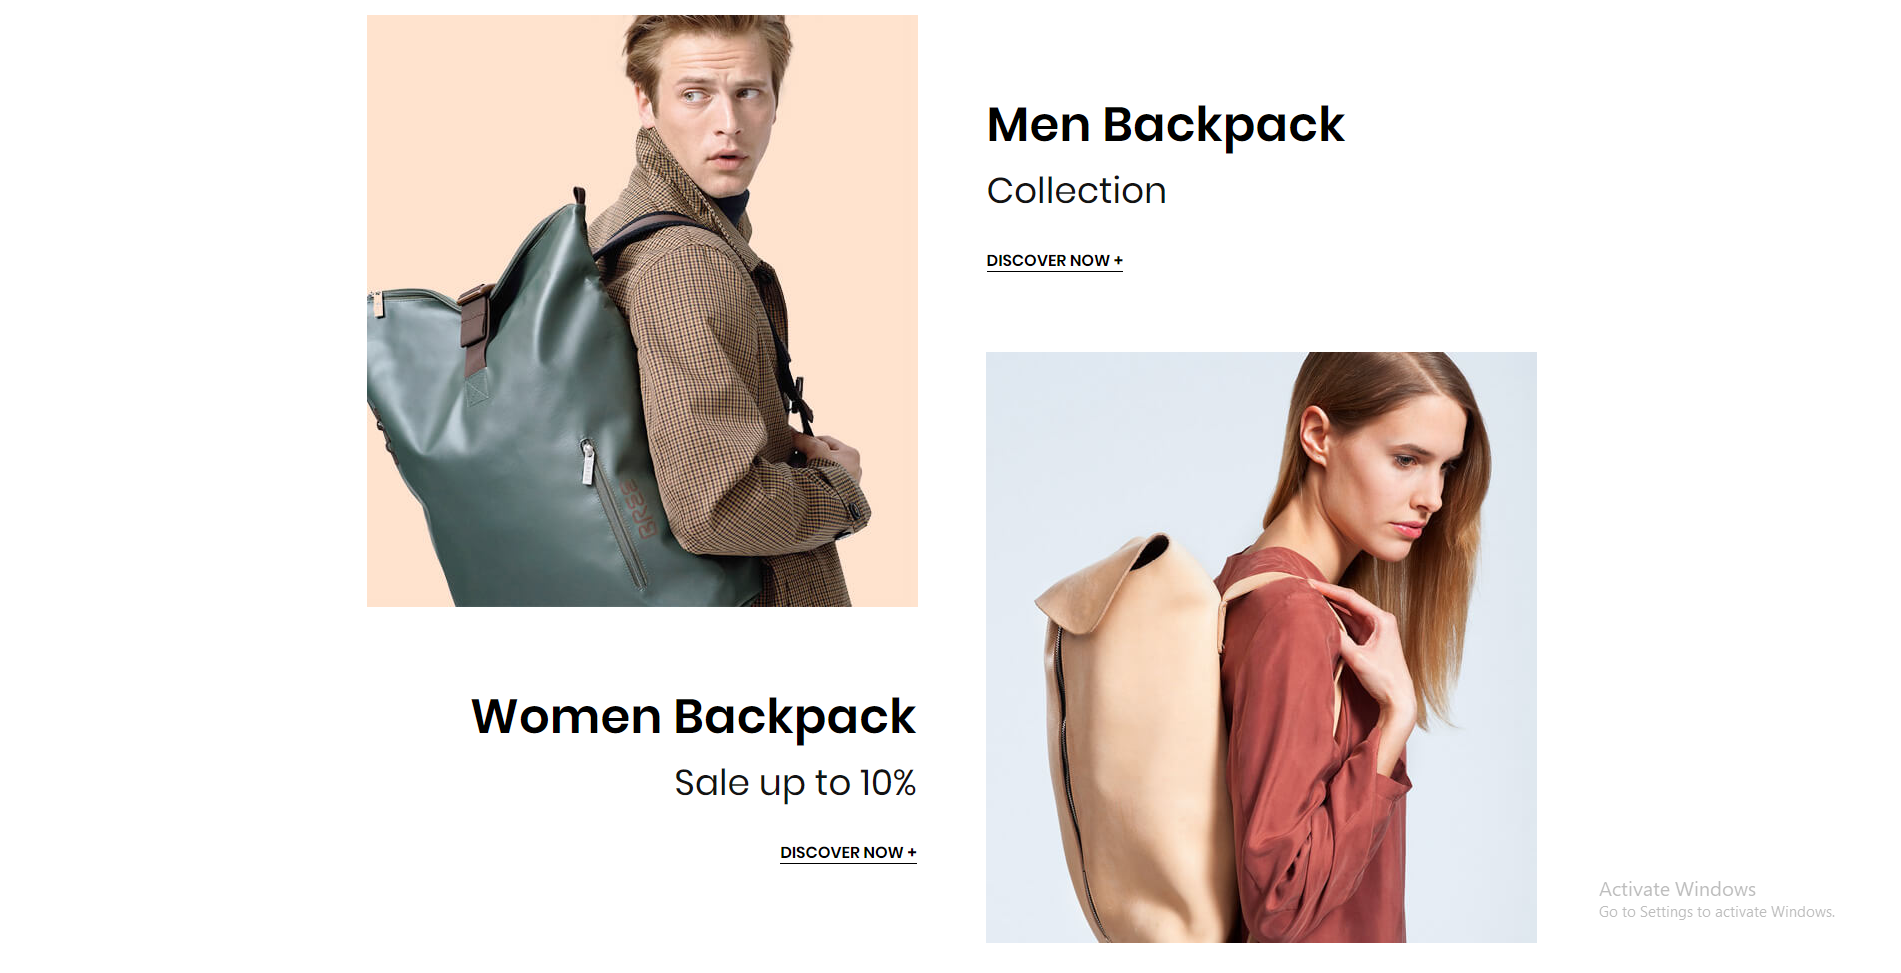 Men Backpack
Collection
DISCOVER NOW +
BREE
Women Backpack
Sale up to 10%
DISCOVER NOW +
Activate Windows
Go to Settings to activate Windows.